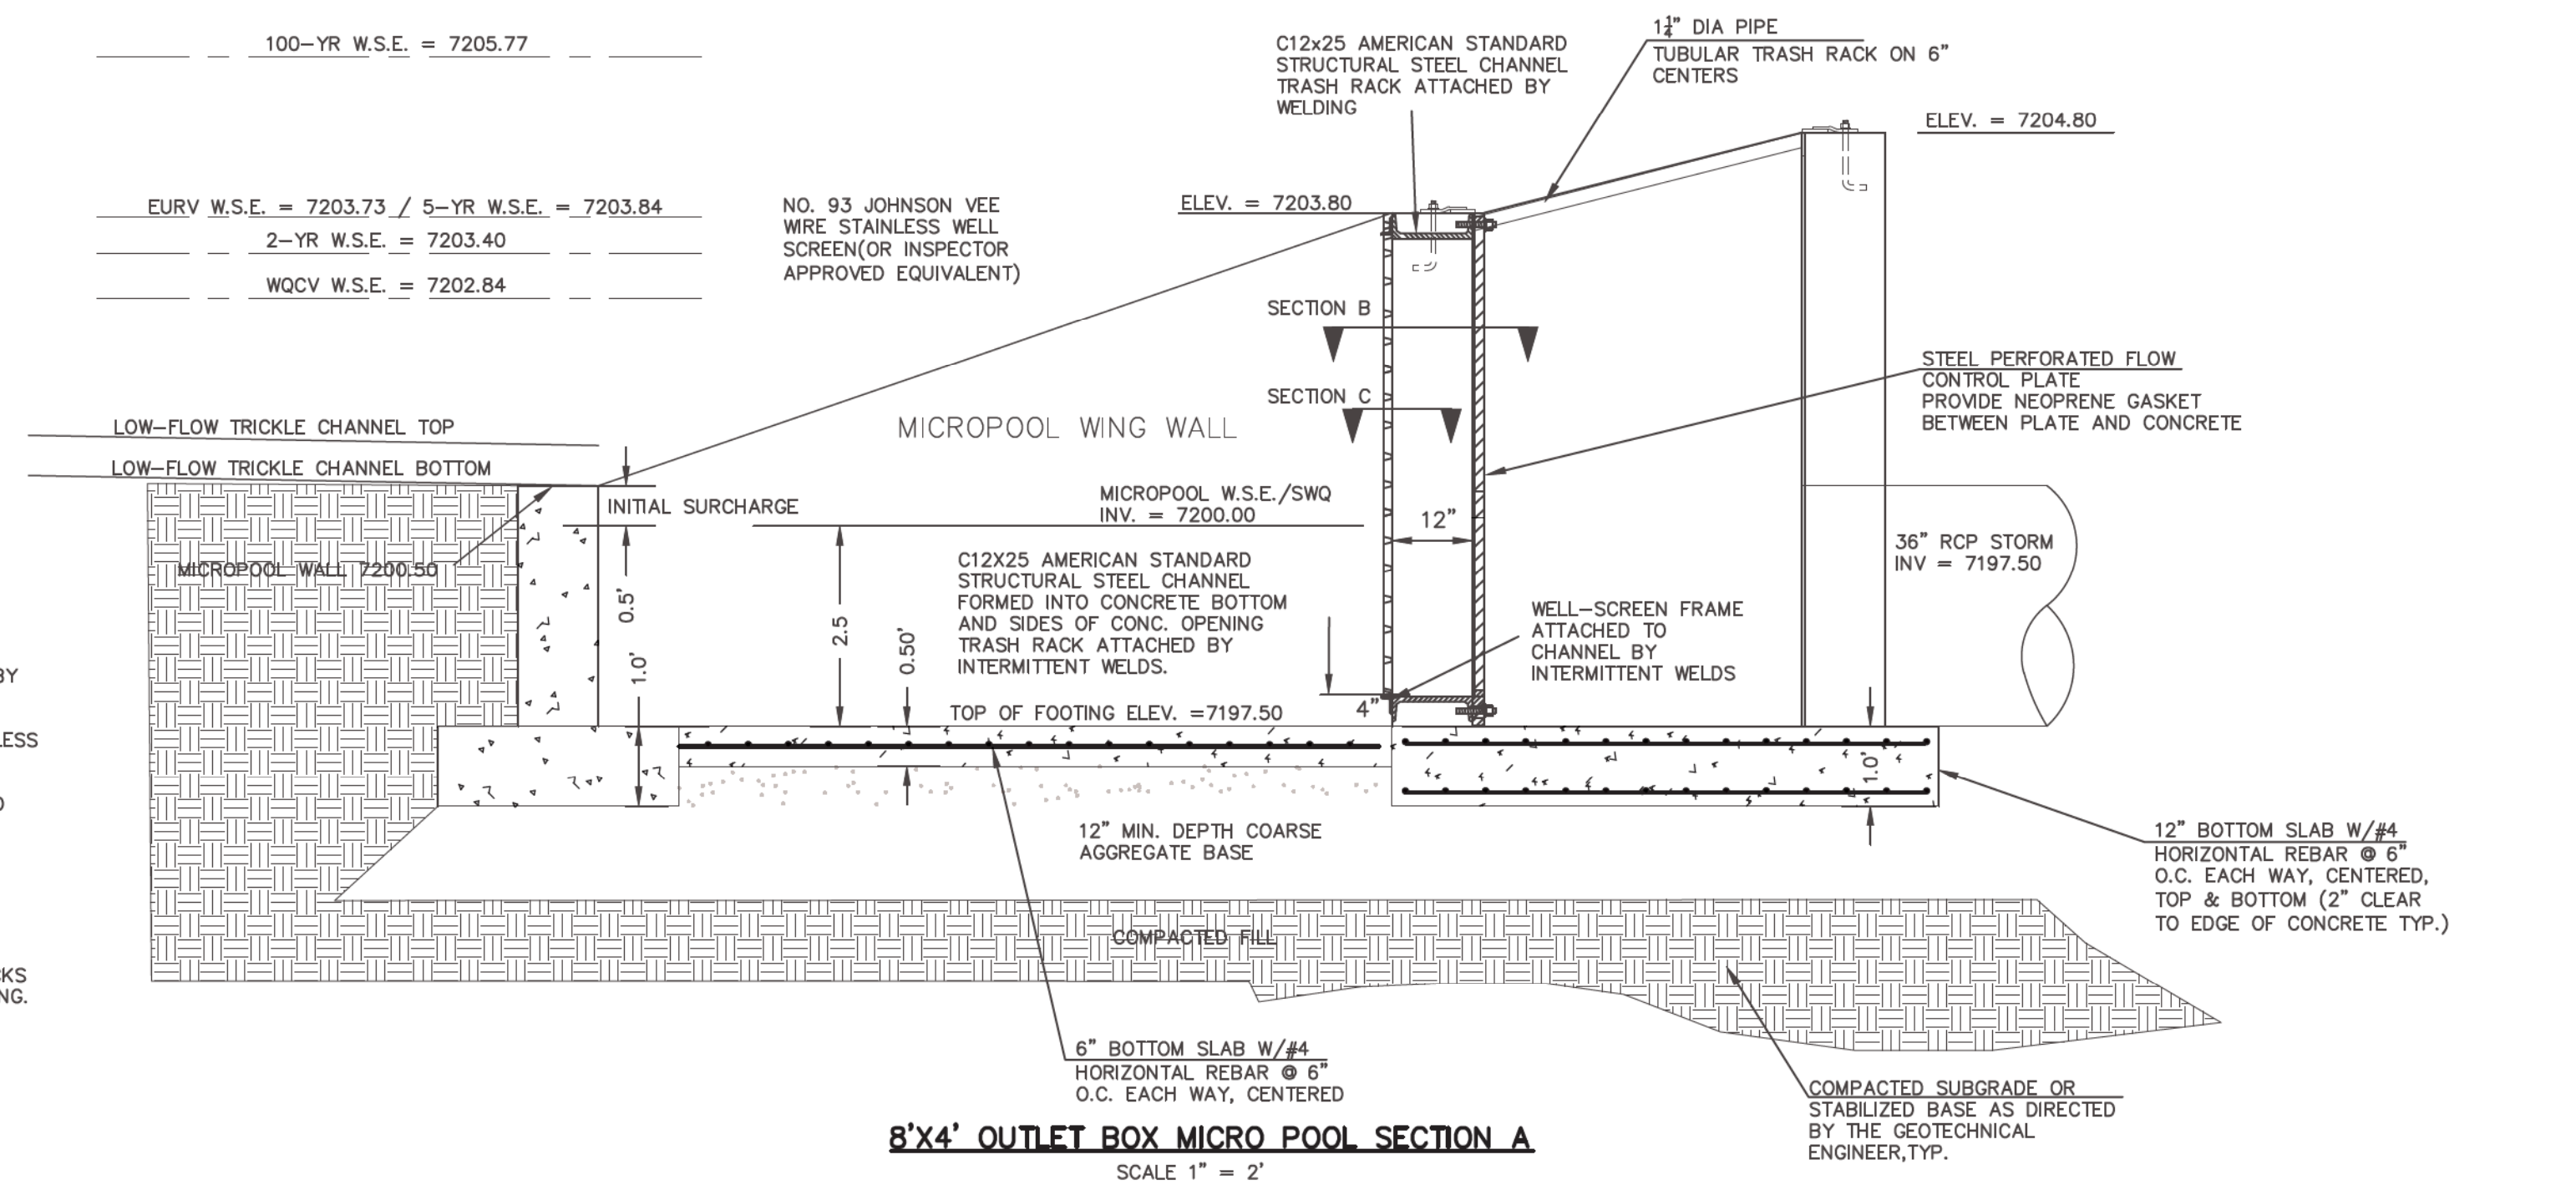 100-YR W.S.E. = 7205.77
EURV W.S.E. = 7203.73 / 5-YR W.S.E. = 7203.84
2-YR W.S.E. = 7203.40
WQCV W.S.E. = 7202.84
NO. 93 JOHNSON VEE
WIRE STAINLESS WELL
SCREEN(OR INSPECTOR
APPROVED EQUIVALENT)
C12x25 AMERICAN STANDARD
STRUCTURAL STEEL CHANNEL
TRASH RACK ATTACHED BY
WELDING
1¼" DIA PIPE
TUBULAR TRASH RACK ON 6"
CENTERS
ELEV. = 7204.80
ELEV. = 7203.80
SECTION B
SECTION C
STEEL PERFORATED FLOW
CONTROL PLATE
PROVIDE NEOPRENE GASKET
BETWEEN PLATE AND CONCRETE
LOW-FLOW TRICKLE CHANNEL TOP
LOW-FLOW TRICKLE CHANNEL BOTTOM
MICROPOOL WING WALL
INITIAL SURCHARGE
MICROPOOL W.S.E./SWQ
INV. = 7200.00
12"
MICROPOOL WALL 7200.50
0.5'
1.0'
2.5
0.50'
C12X25 AMERICAN STANDARD
STRUCTURAL STEEL CHANNEL
FORMED INTO CONCRETE BOTTOM
AND SIDES OF CONC. OPENING
TRASH RACK ATTACHED BY
INTERMITTENT WELDS.
TOP OF FOOTING ELEV. =7197.50
4"
WELL-SCREEN FRAME
ATTACHED TO
CHANNEL BY
INTERMITTENT WELDS
36" RCP STORM
INV = 7197.50
1.0'
BY
LESS
CKS
NG.
12" MIN. DEPTH COARSE
AGGREGATE BASE
12" BOTTOM SLAB W/#4
HORIZONTAL REBAR @ 6"
O.C. EACH WAY, CENTERED,
TOP & BOTTOM (2" CLEAR
TO EDGE OF CONCRETE TYP.)
COMPACTED FILL
6" BOTTOM SLAB W/#4
HORIZONTAL REBAR @ 6"
O.C. EACH WAY, CENTERED
COMPACTED SUBGRADE OR
STABILIZED BASE AS DIRECTED
BY THE GEOTECHNICAL
ENGINEER,TYP.
8'X4' OUTLET BOX MICRO POOL SECTION A
SCALE 1" = 2'